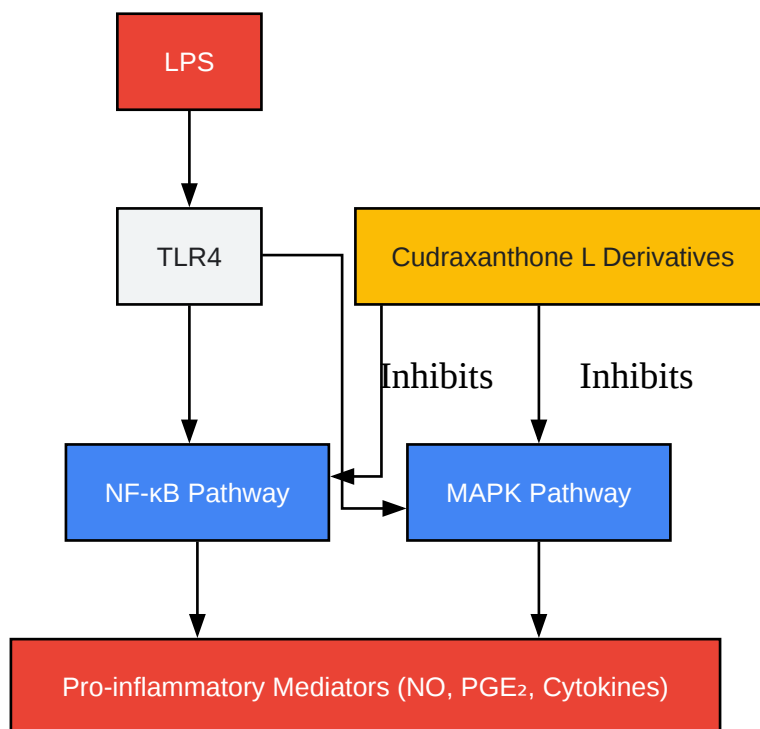 LPS
TLR4
Cudraxanthone L Derivatives
Inhibits
Inhibits
NF-κB Pathway
MAPK Pathway
Pro-inflammatory Mediators (NO, PGE₂, Cytokines)